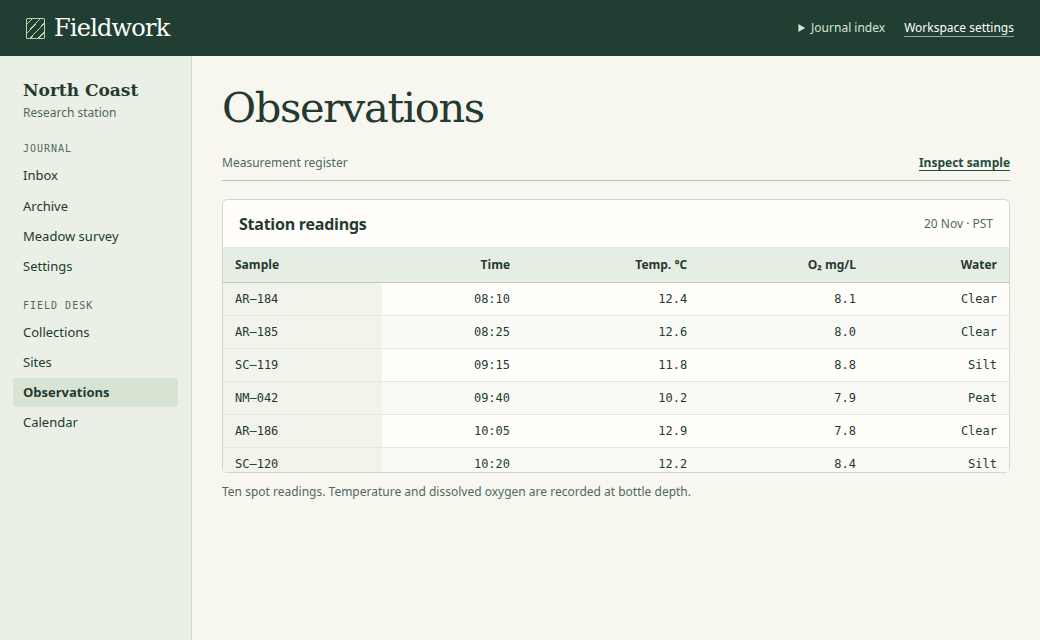 Fieldwork
▶ Journal index Workspace settings
North Coast
Research station
JOURNAL
Inbox
Archive
Meadow survey
Settings
FIELD DESK
Collections
Sites
Observations
Calendar
Observations
Measurement register Inspect sample
Station readings 20 Nov · PST
Sample Time Temp. °C O₂ mg/L Water
AR—184 08:10 12.4 8.1 Clear
AR—185 08:25 12.6 8.0 Clear
SC—119 09:15 11.8 8.8 Silt
NM—042 09:40 10.2 7.9 Peat
AR—186 10:05 12.9 7.8 Clear
SC—120 10:20 12.2 8.4 Silt
Ten spot readings. Temperature and dissolved oxygen are recorded at bottle depth.